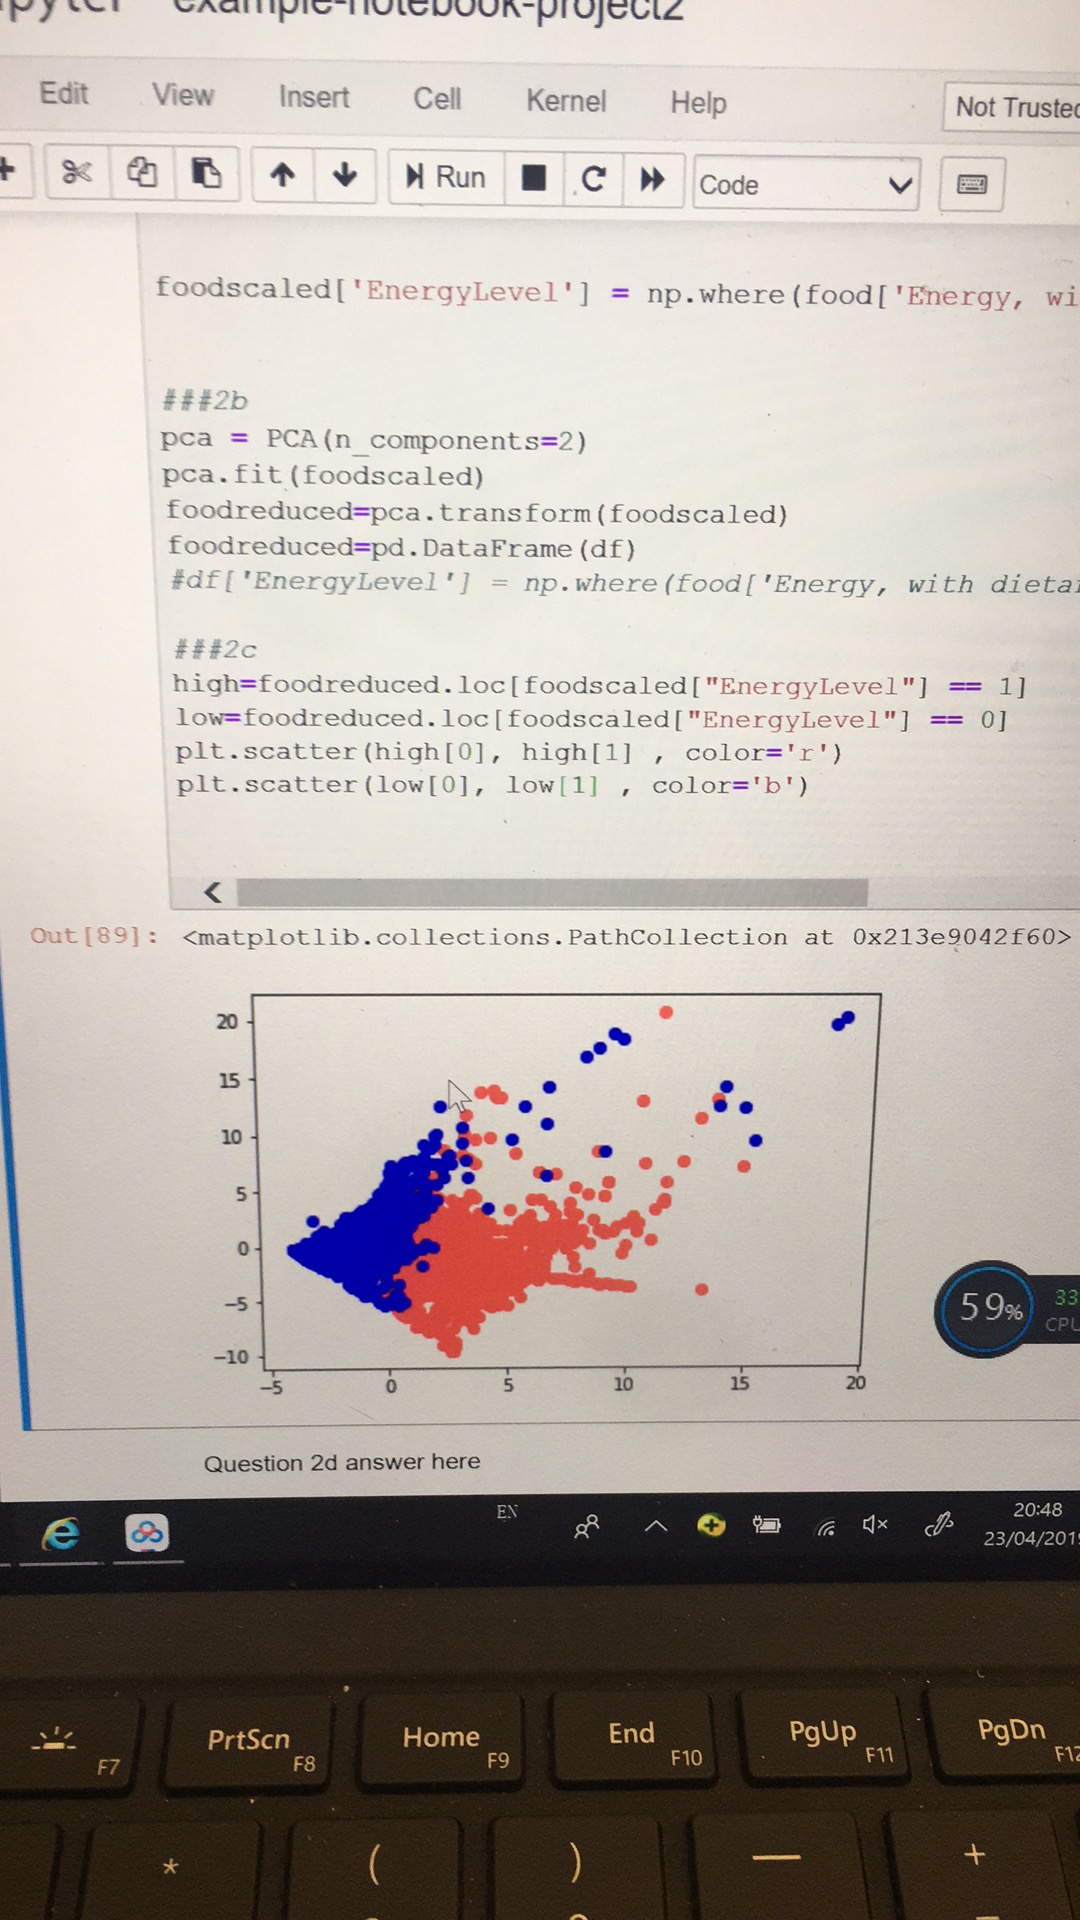 example-notebook-project2
Edit View Insert Cell Kernel Help Not Trusted
Run Code
foodscaled['EnergyLevel'] = np.where(food['Energy, wi
###2b
pca = PCA(n_components=2)
pca.fit(foodscaled)
foodreduced=pca.transform(foodscaled)
foodreduced=pd.DataFrame(df)
#df['EnergyLevel'] = np.where(food['Energy, with dieta
###2c
high=foodreduced.loc[foodscaled["EnergyLevel"] == 1]
low=foodreduced.loc[foodscaled["EnergyLevel"] == 0]
plt.scatter(high[0], high[1] , color='r')
plt.scatter(low[0], low[1] , color='b')
Out[89]: <matplotlib.collections.PathCollection at 0x213e9042f60>
20
15
10
5
0
−5
−10
−5 0 5 10 15 20
59% 33
CPU
Question 2d answer here
EN
20:48
23/04/2019
F7 PrtScn F8 Home F9 End F10 PgUp F11 PgDn F12
* ( ) — +